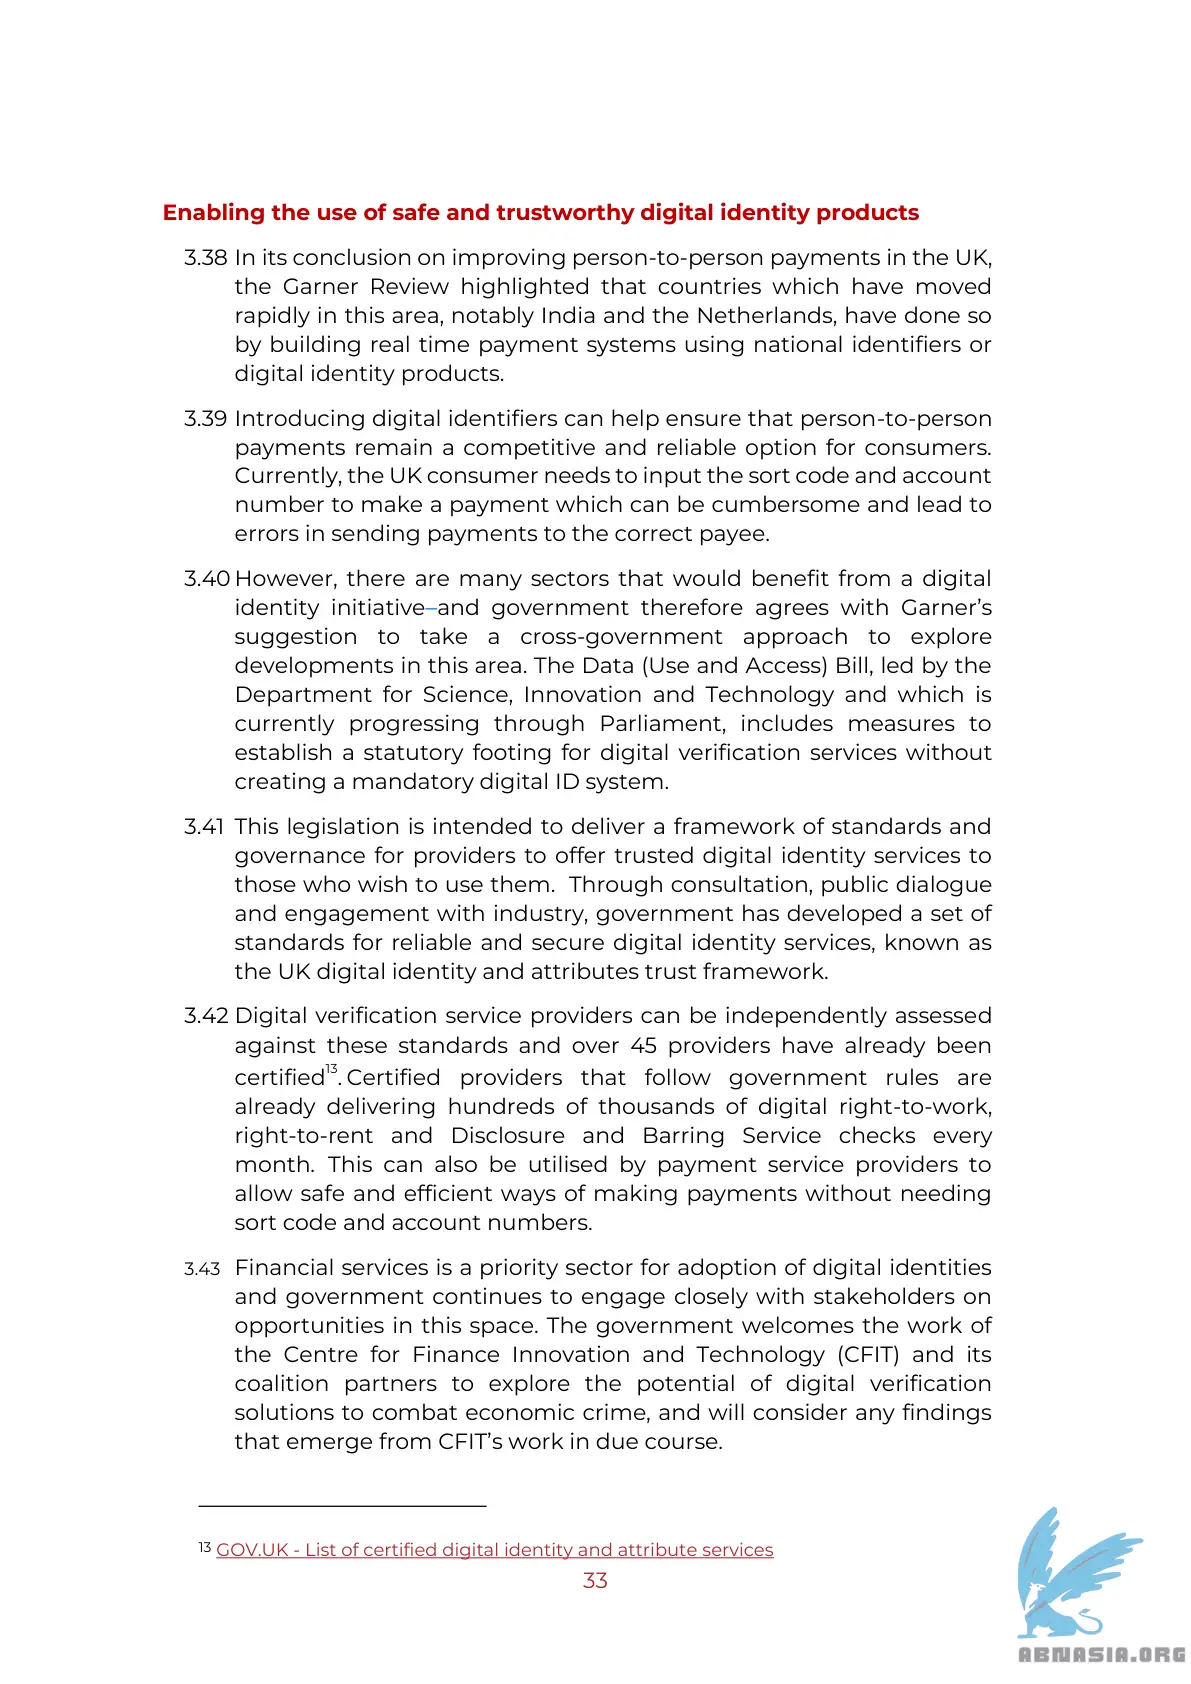 Enabling the use of safe and trustworthy digital identity products
3.38 In its conclusion on improving person-to-person payments in the UK,
the Garner Review highlighted that countries which have moved
rapidly in this area, notably India and the Netherlands, have done so
by building real time payment systems using national identifiers or
digital identity products.
3.39 Introducing digital identifiers can help ensure that person-to-person
payments remain a competitive and reliable option for consumers.
Currently, the UK consumer needs to input the sort code and account
number to make a payment which can be cumbersome and lead to
errors in sending payments to the correct payee.
3.40 However, there are many sectors that would benefit from a digital
identity initiative–and government therefore agrees with Garner’s
suggestion to take a cross-government approach to explore
developments in this area. The Data (Use and Access) Bill, led by the
Department for Science, Innovation and Technology and which is
currently progressing through Parliament, includes measures to
establish a statutory footing for digital verification services without
creating a mandatory digital ID system.
3.41 This legislation is intended to deliver a framework of standards and
governance for providers to offer trusted digital identity services to
those who wish to use them.  Through consultation, public dialogue
and engagement with industry, government has developed a set of
standards for reliable and secure digital identity services, known as
the UK digital identity and attributes trust framework.
3.42 Digital verification service providers can be independently assessed
against these standards and over 45 providers have already been
certified13. Certified providers that follow government rules are
already delivering hundreds of thousands of digital right-to-work,
right-to-rent and Disclosure and Barring Service checks every
month. This can also be utilised by payment service providers to
allow safe and efficient ways of making payments without needing
sort code and account numbers.
3.43 Financial services is a priority sector for adoption of digital identities
and government continues to engage closely with stakeholders on
opportunities in this space. The government welcomes the work of
the Centre for Finance Innovation and Technology (CFIT) and its
coalition partners to explore the potential of digital verification
solutions to combat economic crime, and will consider any findings
that emerge from CFIT’s work in due course.
13 GOV.UK - List of certified digital identity and attribute services
33
ABNASIA.ORG